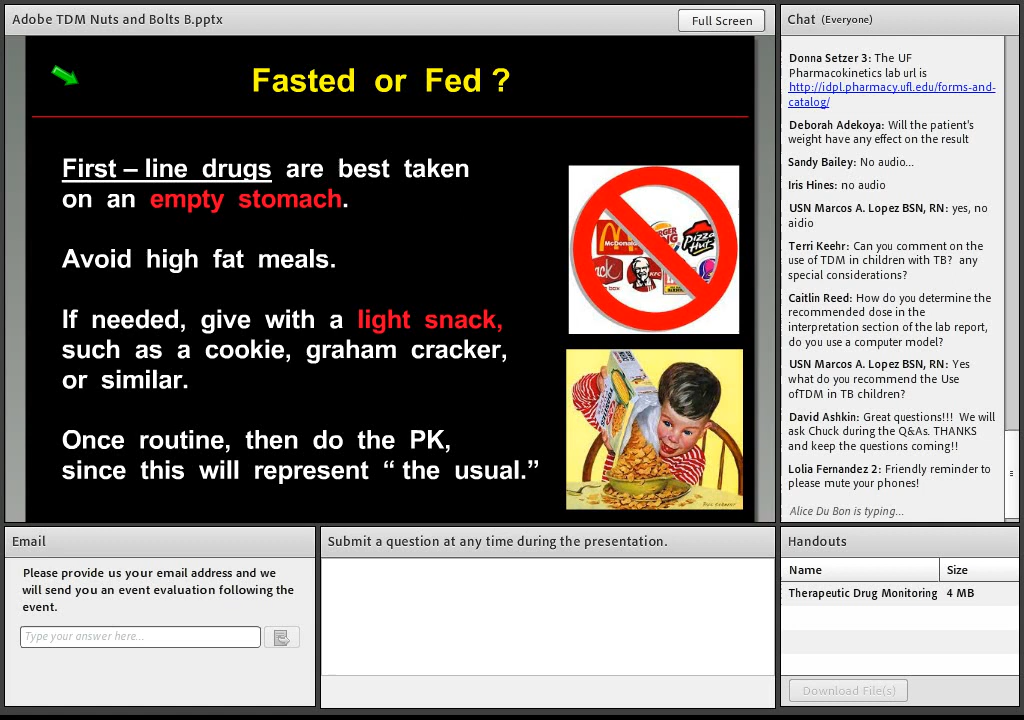 Adobe TDM Nuts and Bolts B.pptx
Full Screen
Fasted or Fed ?
First – line drugs are best taken
on an empty stomach.
Avoid high fat meals.
If needed, give with a light snack,
such as a cookie, graham cracker,
or similar.
Once routine, then do the PK,
since this will represent “ the usual.”
McDonald's
Pizza
Hut
KFC
Chat (Everyone)
Donna Setzer 3: The UF
Pharmacokinetics lab url is
http://idpl.pharmacy.ufl.edu/forms-and-
catalog/
Deborah Adekoya: Will the patient's
weight have any effect on the result
Sandy Bailey: No audio...
Iris Hines: no audio
USN Marcos A. Lopez BSN, RN: yes, no
aidio
Terri Keehr: Can you comment on the
use of TDM in children with TB? any
special considerations?
Caitlin Reed: How do you determine the
recommended dose in the
interpretation section of the lab report,
do you use a computer model?
USN Marcos A. Lopez BSN, RN: Yes
what do you recommend the Use
ofTDM in TB children?
David Ashkin: Great questions!!! We will
ask Chuck during the Q&As. THANKS
and keep the questions coming!!
Lolia Fernandez 2: Friendly reminder to
please mute your phones!
Alice Du Bon is typing...
Email
Please provide us your email address and we
will send you an event evaluation following the
event.
Type your answer here...
Submit a question at any time during the presentation.
Handouts
Name Size
Therapeutic Drug Monitoring 4 MB
Download File(s)